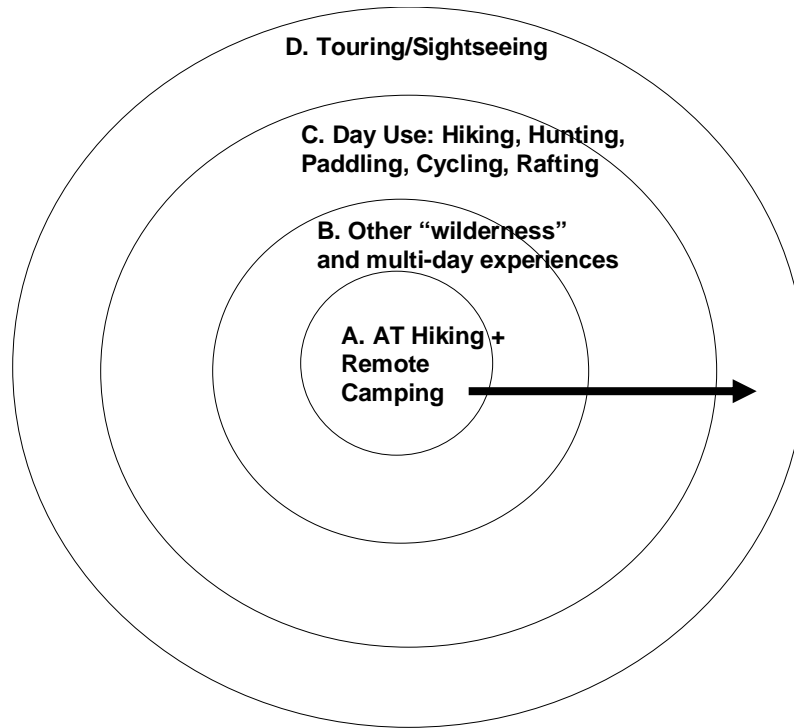 D. Touring/Sightseeing
C. Day Use: Hiking, Hunting,
Paddling, Cycling, Rafting
B. Other “wilderness”
and multi-day experiences
A. AT Hiking +
Remote
Camping